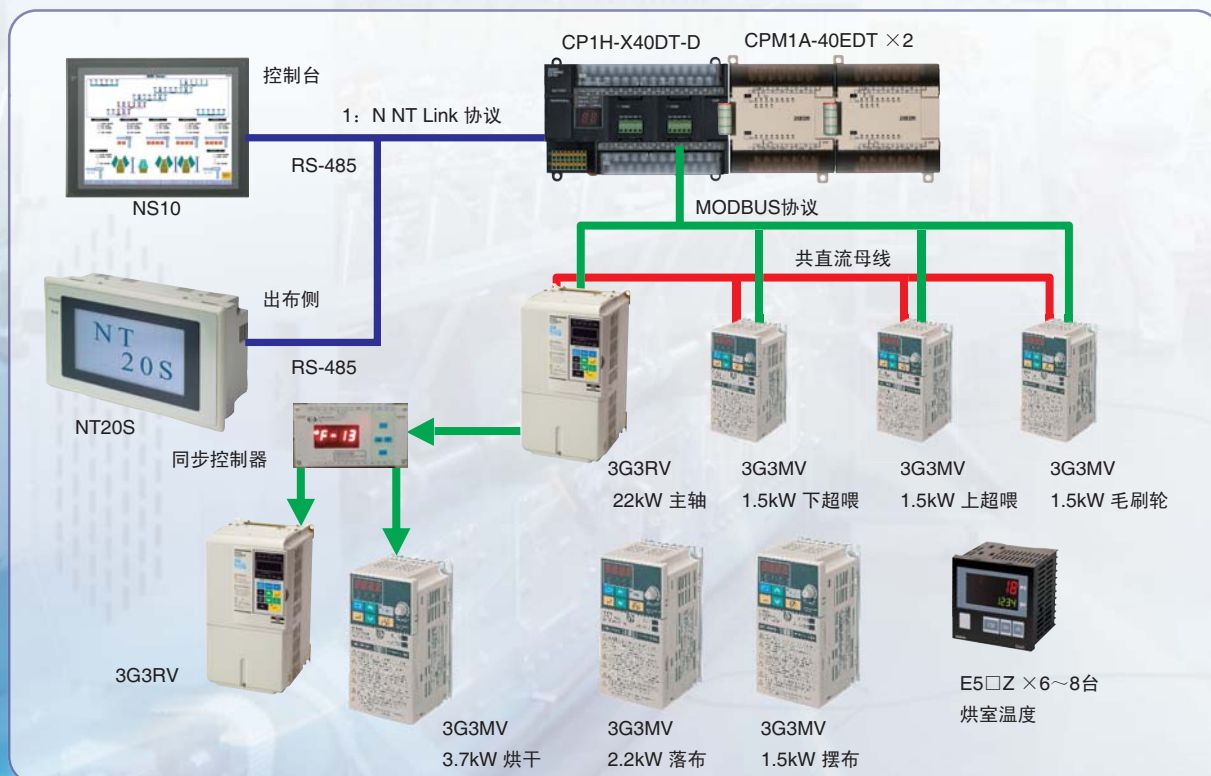 CP1H-X40DT-D
CPM1A-40EDT ×2
控制台
1：N NT Link 协议
RS-485
NS10
MODBUS协议
共直流母线
出布侧
NT
20S
RS-485
NT20S
同步控制器
F-13
3G3RV
22kW 主轴
3G3MV
1.5kW 下超喂
3G3MV
1.5kW 上超喂
3G3MV
1.5kW 毛刷轮
18
1234
3G3RV
3G3MV
3.7kW 烘干
3G3MV
2.2kW 落布
3G3MV
1.5kW 摆布
E5□Z ×6～8台
烘室温度